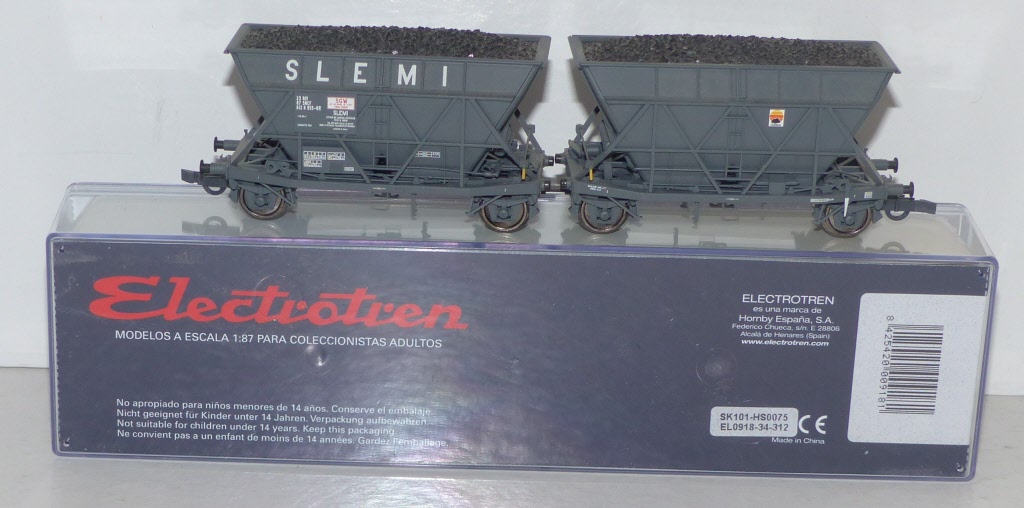 SLEMI
SGW
SLEMI
Electrotren
MODELOS A ESCALA 1:87 PARA COLECCIONISTAS ADULTOS
No apropiado para niños menores de 14 años. Conserve el embalaje.
Nicht geeignet für Kinder unter 14 Jahren. Verpackung aufbewahren.
Not suitable for children under 14 years. Keep this packaging.
Ne convient pas a un enfant de moins de 14 années. Gardez l'emballage.
ELECTROTREN
es una marca de
Hornby España, S.A.
Federico Chueca, s/n. E 28806
Alcalá de Henares (Spain)
www.electrotren.com
SK101-HS0075
EL0918-34-312
CE
Made in China
8425420009181